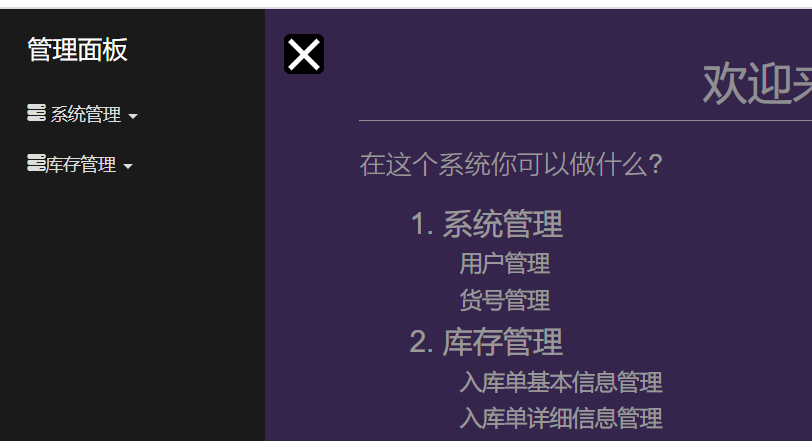 管理面板
系统管理
库存管理
欢迎
在这个系统你可以做什么?
1. 系统管理
用户管理
货号管理
2. 库存管理
入库单基本信息管理
入库单详细信息管理